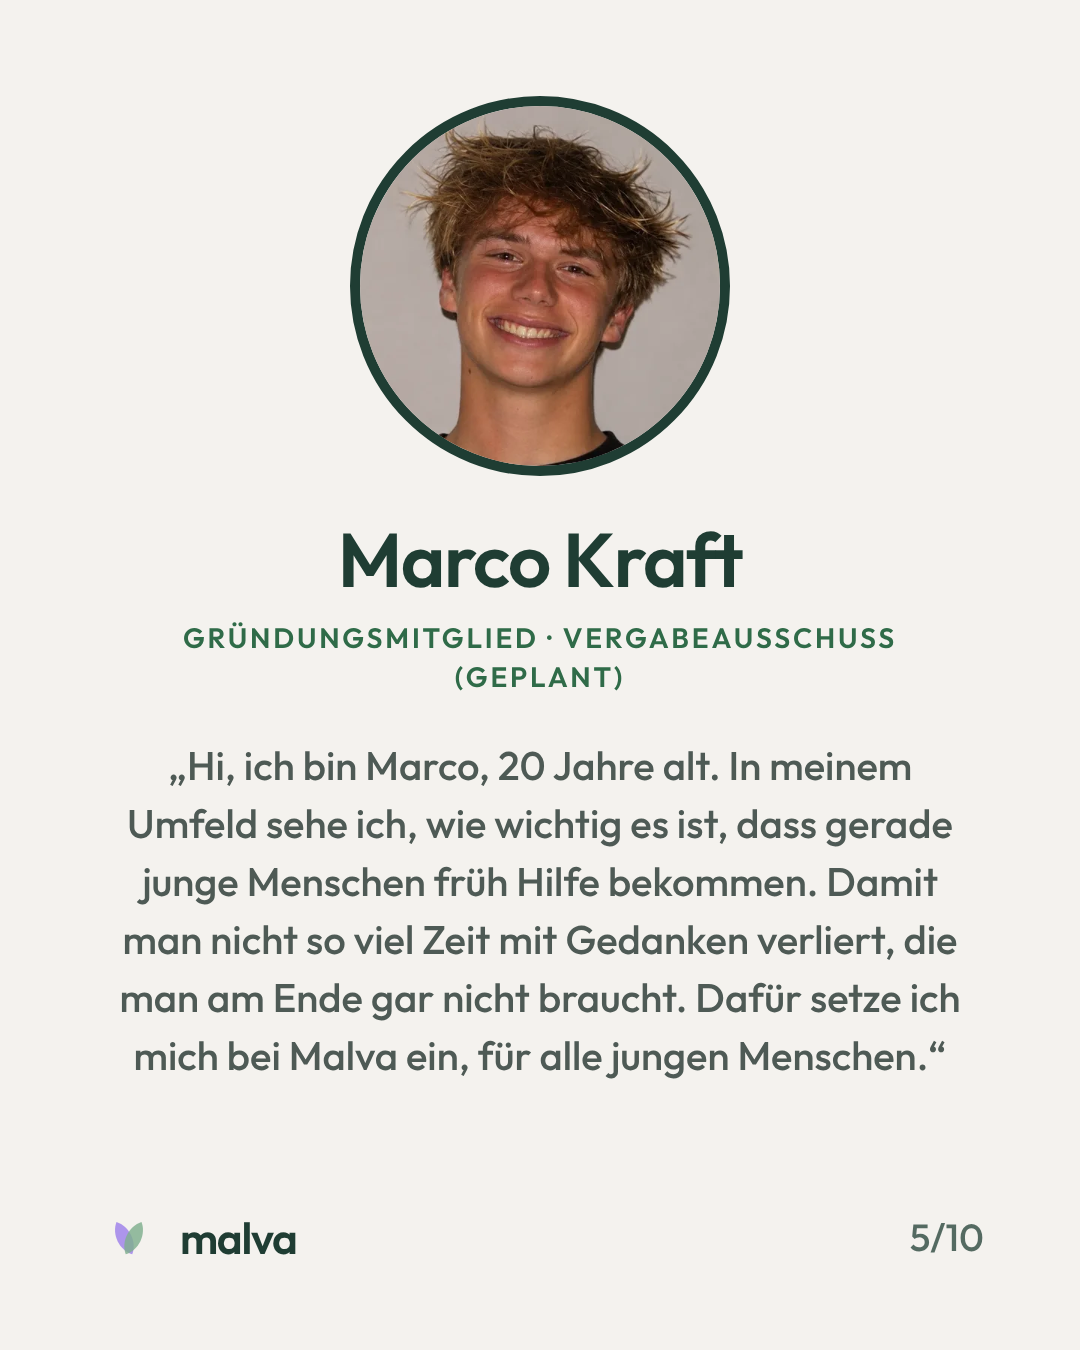 Marco Kraft
GRÜNDUNGSMITGLIED · VERGABEAUSSCHUSS
(GEPLANT)
„Hi, ich bin Marco, 20 Jahre alt. In meinem
Umfeld sehe ich, wie wichtig es ist, dass gerade
junge Menschen früh Hilfe bekommen. Damit
man nicht so viel Zeit mit Gedanken verliert, die
man am Ende gar nicht braucht. Dafür setze ich
mich bei Malva ein, für alle jungen Menschen.“
malva
5/10